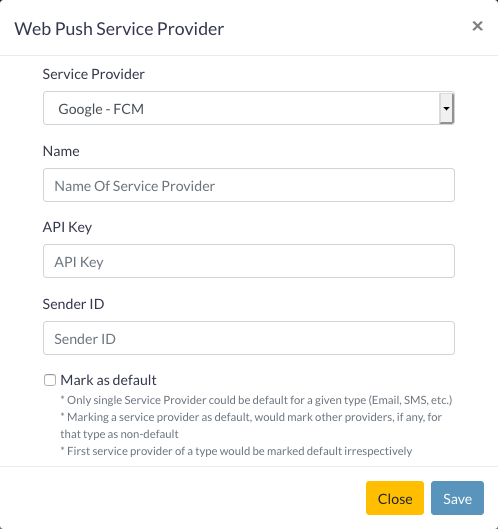 Web Push Service Provider
×
Service Provider
Google - FCM
Name
Name Of Service Provider
API Key
API Key
Sender ID
Sender ID
Mark as default
* Only single Service Provider could be default for a given type (Email, SMS, etc.)
* Marking a service provider as default, would mark other providers, if any, for
that type as non-default
* First service provider of a type would be marked default irrespectively
Close
Save